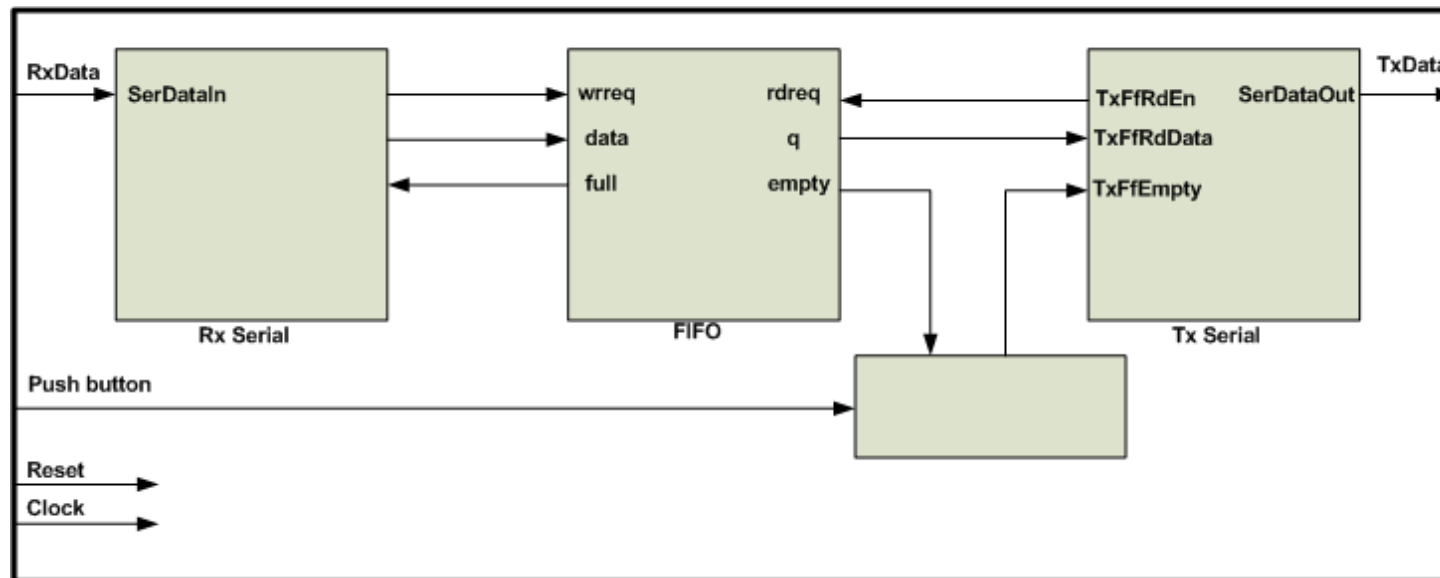 RxData
SerDataIn
wrreq
data
full
rdreq
q
empty
TxFfRdEn
TxFfRdData
TxFfEmpty
SerDataOut
TxData
Rx Serial
FIFO
Tx Serial
Push button
Reset
Clock